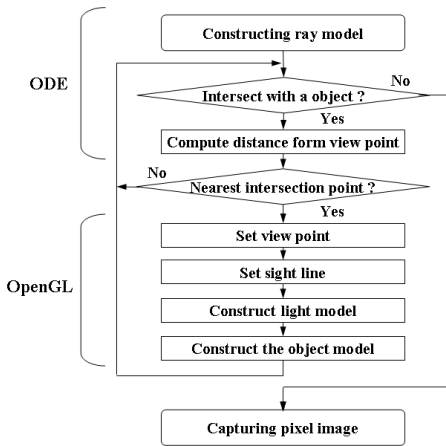 Constructing ray model
No
ODE
Intersect with a object ?
Yes
Compute distance form view point
No
Nearest intersection point ?
Yes
Set view point
Set sight line
OpenGL
Construct light model
Construct the object model
Capturing pixel image